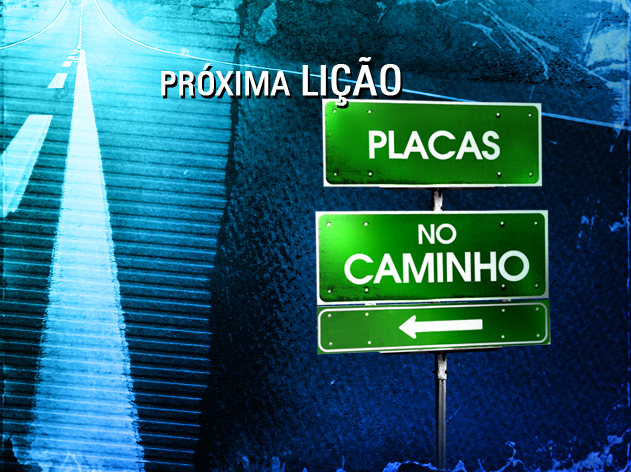 PRÓXIMA LIÇÃO
PLACAS
NO
CAMINHO